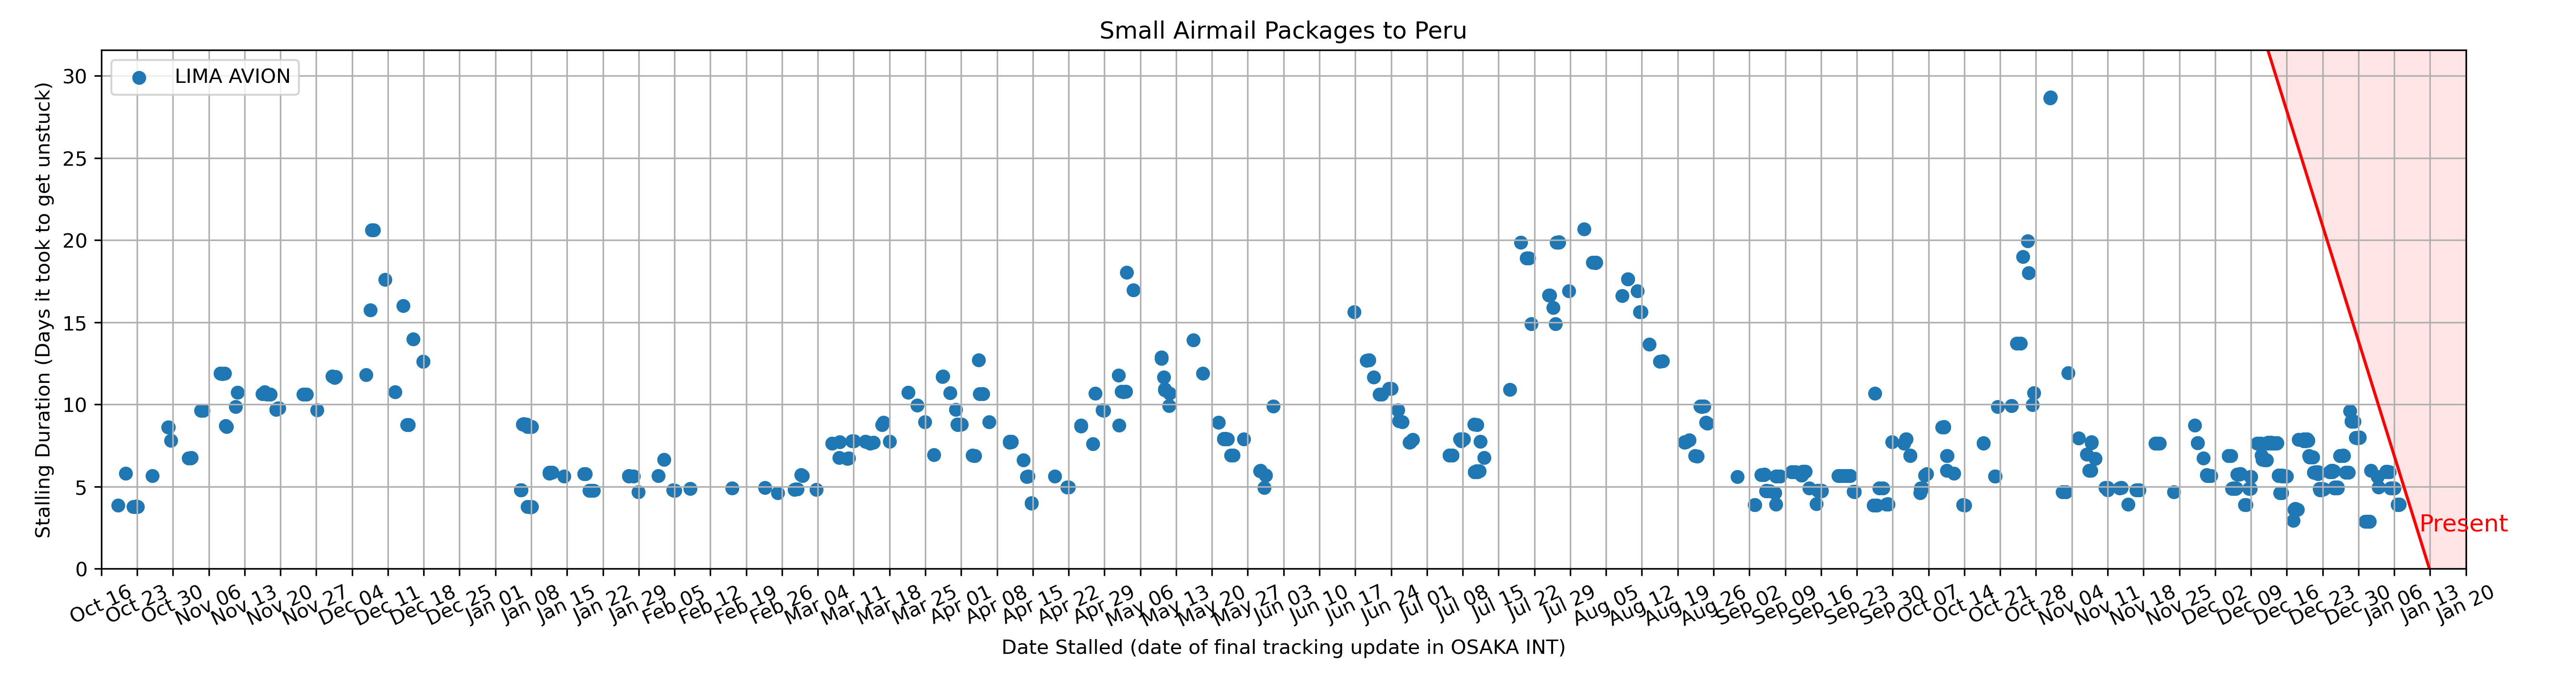 Small Airmail Packages to Peru
LIMA AVION
Stalling Duration (Days it took to get unstuck)
30
25
20
15
10
5
0
Present
Oct 16
Oct 23
Oct 30
Nov 06
Nov 13
Nov 20
Nov 27
Dec 04
Dec 11
Dec 18
Dec 25
Jan 01
Jan 08
Jan 15
Jan 22
Jan 29
Feb 05
Feb 12
Feb 19
Feb 26
Mar 04
Mar 11
Mar 18
Mar 25
Apr 01
Apr 08
Apr 15
Apr 22
Apr 29
May 06
May 13
May 20
May 27
Jun 03
Jun 10
Jun 17
Jun 24
Jul 01
Jul 08
Jul 15
Jul 22
Jul 29
Aug 05
Aug 12
Aug 19
Aug 26
Sep 02
Sep 09
Sep 16
Sep 23
Sep 30
Oct 07
Oct 14
Oct 21
Oct 28
Nov 04
Nov 11
Nov 18
Nov 25
Dec 02
Dec 09
Dec 16
Dec 23
Dec 30
Jan 06
Jan 13
Jan 20
Date Stalled (date of final tracking update in OSAKA INT)